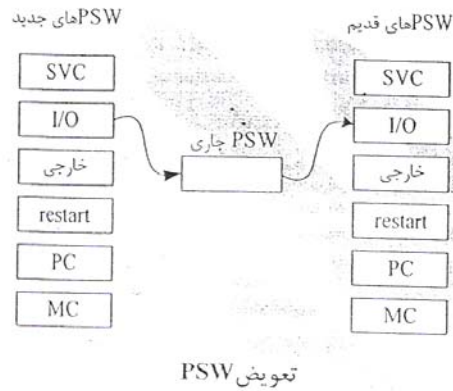 PSWهای جدید
PSWهای قدیم
SVC
I/O
خارجی
restart
PC
MC
PSW جاری
SVC
I/O
خارجی
restart
PC
MC
تعویض PSW